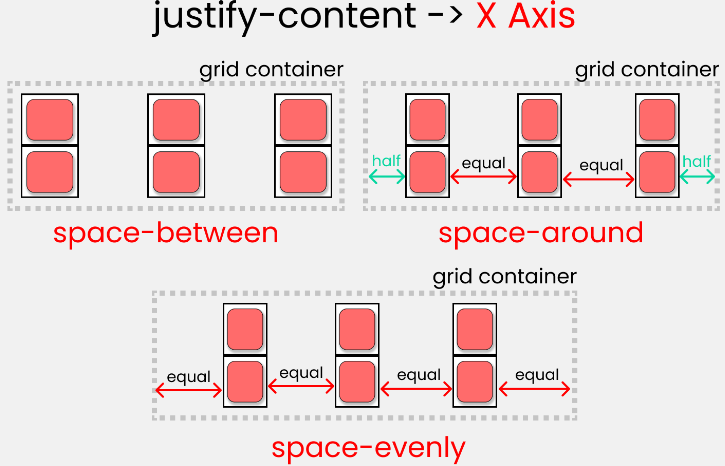 justify-content -> X Axis
grid container
grid container
half
equal
equal
half
space-between
space-around
grid container
equal
equal
equal
equal
space-evenly